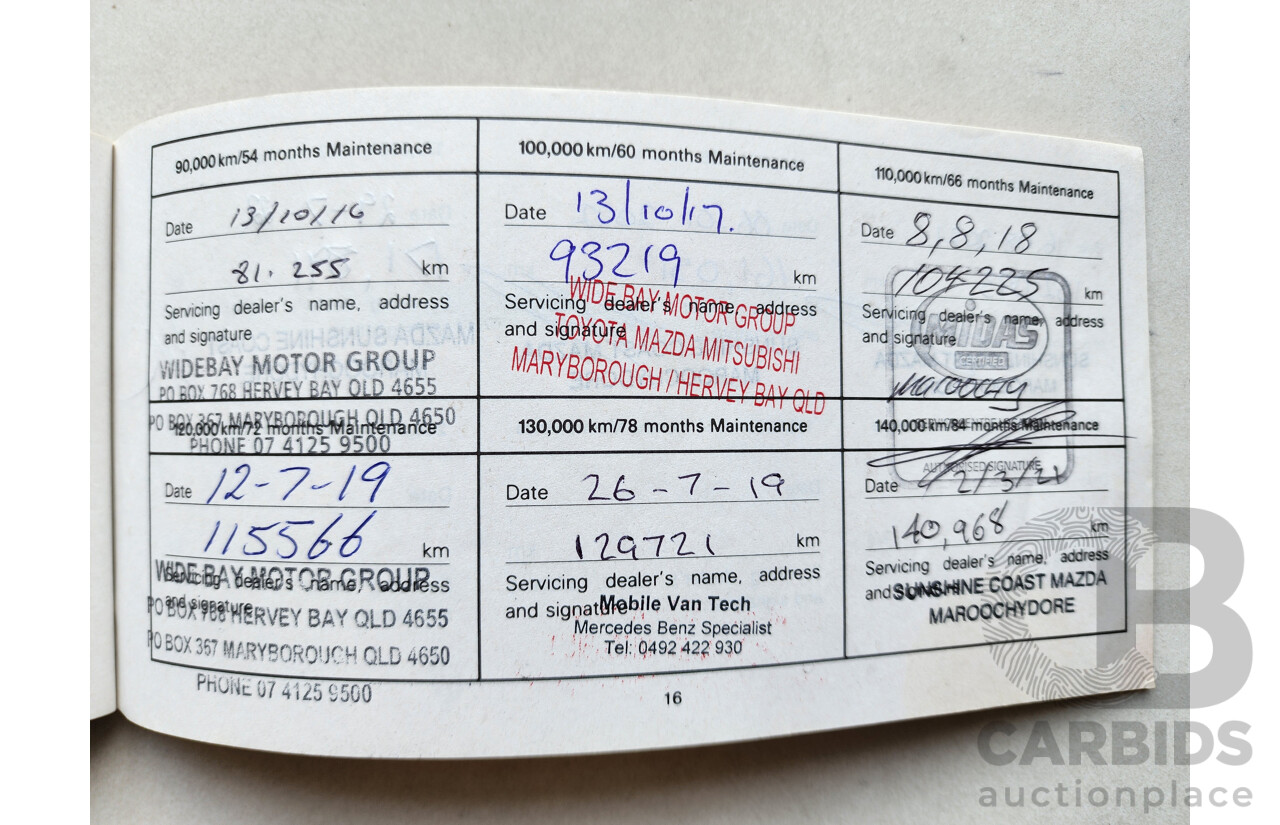 90,000 km/54 months Maintenance
Date 13/10/16
81.255 km
Servicing dealer's name, address
and signature
WIDEBAY MOTOR GROUP
PO BOX 768 HERVEY BAY QLD 4655
PO BOX 367 MARYBOROUGH QLD 4650
PHONE 07 4125 9500
100,000 km/60 months Maintenance
Date 13/10/17.
93219 km
Servicing dealer's name, address
and signature
WIDE BAY MOTOR GROUP
TOYOTA MAZDA MITSUBISHI
MARYBOROUGH / HERVEY BAY QLD
110,000 km/66 months Maintenance
Date 8,8,18
104225 km
Servicing dealer's name, address
and signature
MIDAS
CERTIFIED
Maroochy
AUTHORISED SIGNATURE
120,000 km/72 months Maintenance
Date 12-7-19
115566 km
Servicing dealer's name, address
and signature
WIDE BAY MOTOR GROUP
PO BOX 768 HERVEY BAY QLD 4655
PO BOX 367 MARYBOROUGH QLD 4650
PHONE 07 4125 9500
130,000 km/78 months Maintenance
Date 26-7-19
129721 km
Servicing dealer's name, address
and signature
Mobile Van Tech
Mercedes Benz Specialist
Tel: 0492 422 930
140,000 km/84 months Maintenance
Date 2/3/21
140,968 km
Servicing dealer's name, address
and
SUNSHINE COAST MAZDA
MAROOCHYDORE
16
CARBIDS
auctionplace